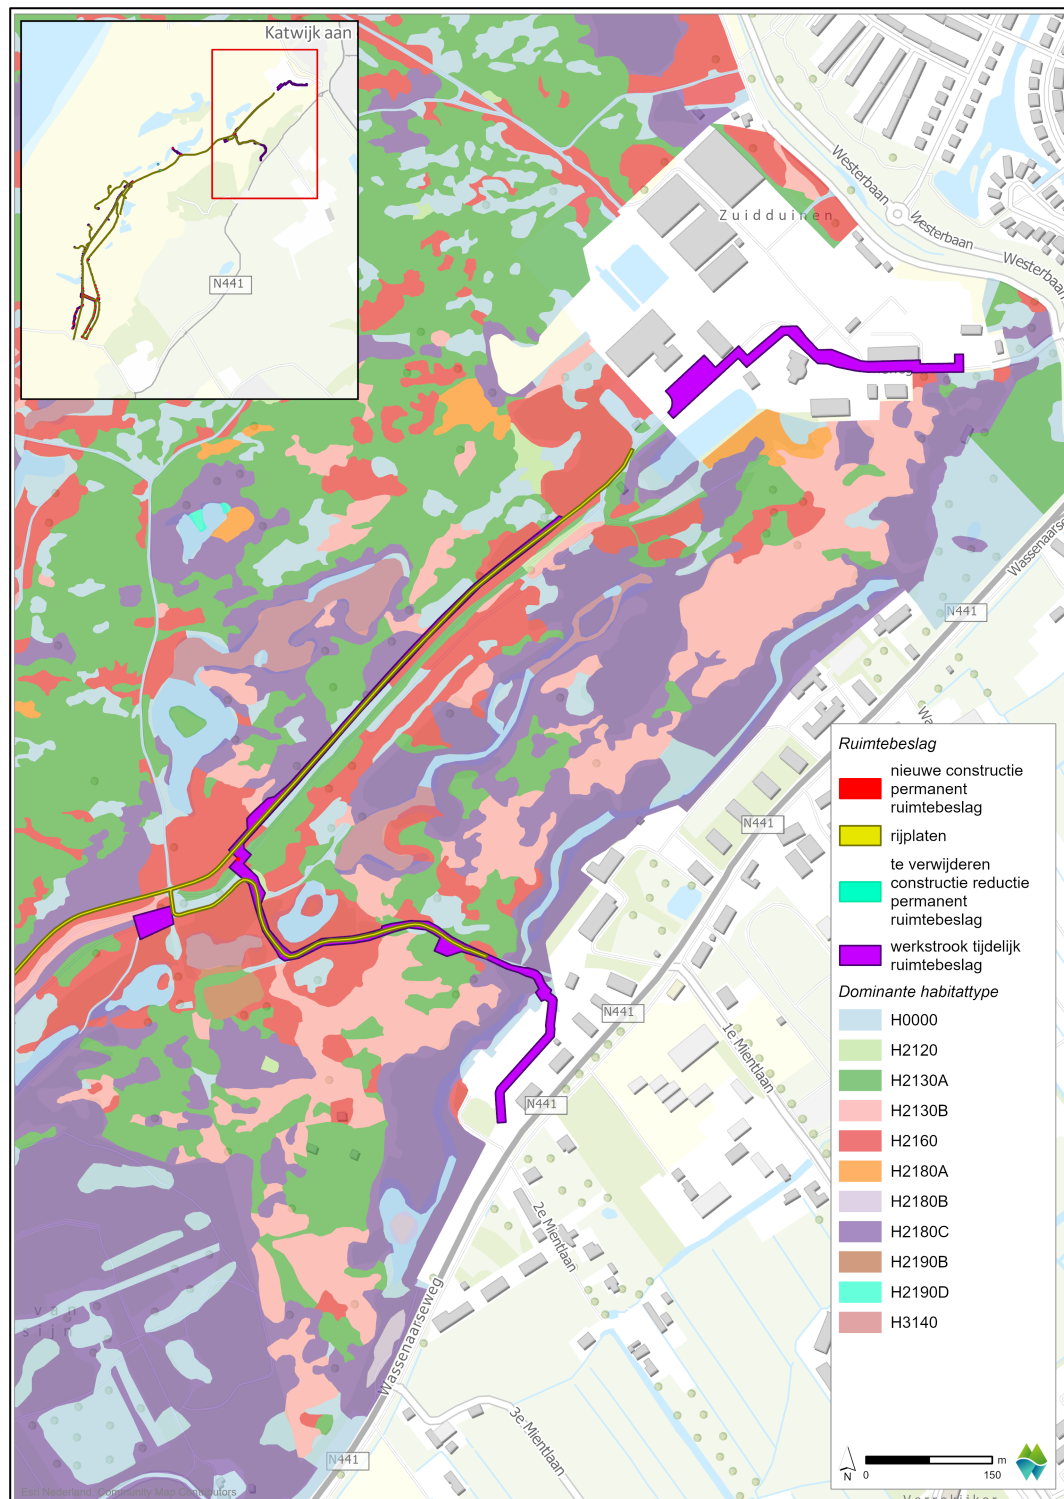 Katwijk aan
N441
Zuidduinen
Westerbaan
Westerbaan
Westerbaan
N441
N441
N441
N441
N441
1e Mientlaan
2e Mientlaan
3e Mientlaan
Wassenaarseweg
van
Ruimtebeslag
nieuwe constructie
permanent
ruimtebeslag
rijplaten
te verwijderen
constructie reductie
permanent
ruimtebeslag
werkstrook tijdelijk
ruimtebeslag
Dominante habitattype
H0000
H2120
H2130A
H2130B
H2160
H2180A
H2180B
H2180C
H2190B
H2190D
H3140
N
0 150 m
Esri Nederland, Community Map Contributors